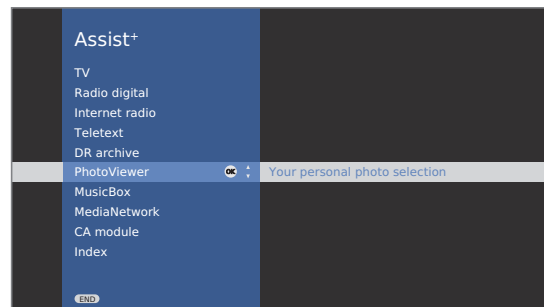 Assist+
TV
Radio digital
Internet radio
Teletext
DR archive
PhotoViewer OK Your personal photo selection
MusicBox
MediaNetwork
CA module
Index
END